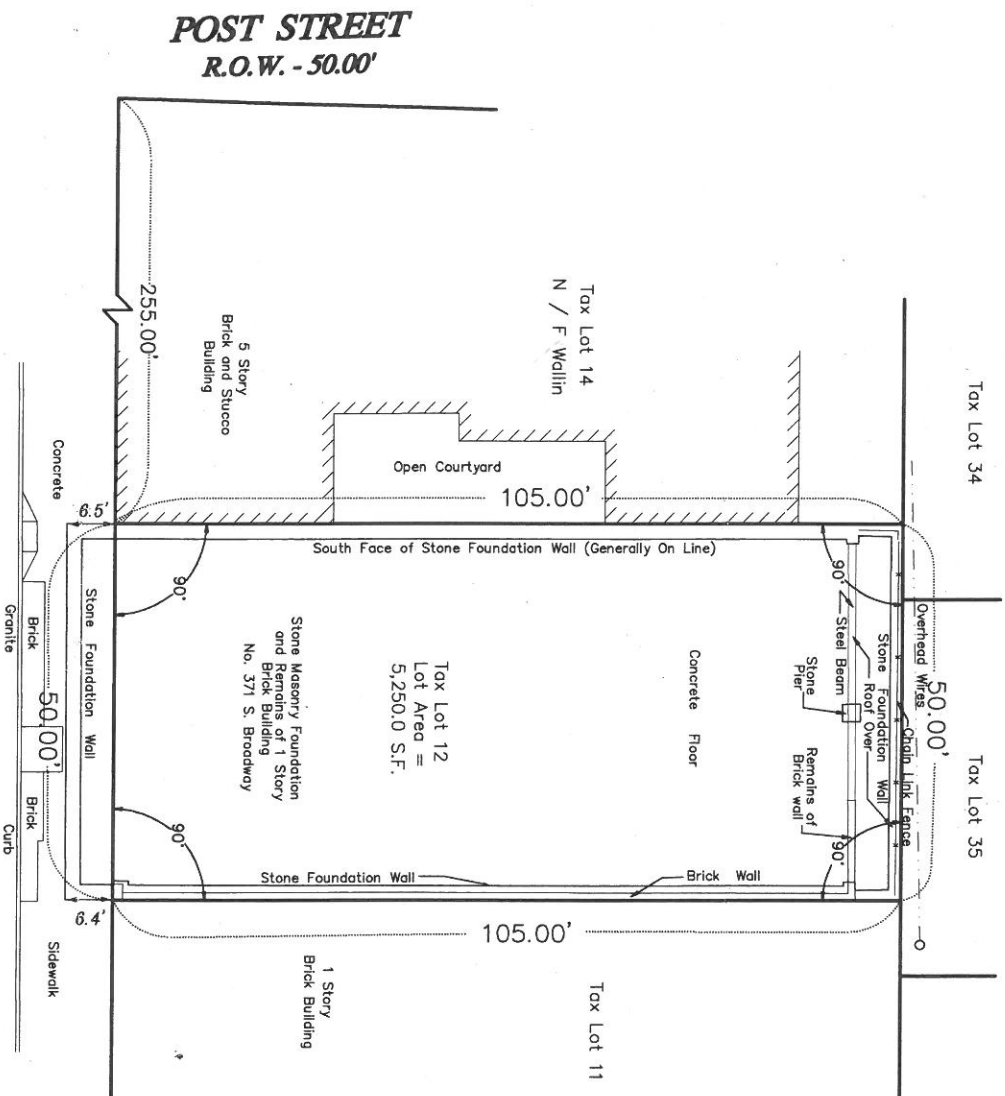 POST STREET
R.O.W. - 50.00'
255.00'
5 Story
Brick and Stucco
Building
Tax Lot 14
N / F Wallin
Tax Lot 34
Open Courtyard
105.00'
Concrete
6.5'
South Face of Stone Foundation Wall (Generally On Line)
90°
90°
Overhead Wires
Steel Beam
Stone Foundation Wall
Roof Over
Chain Link Fence
50.00'
Tax Lot 35
Stone
Pier
Concrete Floor
Remains of
Brick wall
Tax Lot 12
Lot Area =
5,250.0 S.F.
Stone Masonry Foundation
and Remains of 1 Story
Brick Building
No. 371 S. Broadway
Stone Foundation Wall
Brick
Granite
50.00'
Brick
Curb
90°
90°
Stone Foundation Wall
Brick Wall
6.4'
105.00'
Sidewalk
1 Story
Brick Building
Tax Lot 11